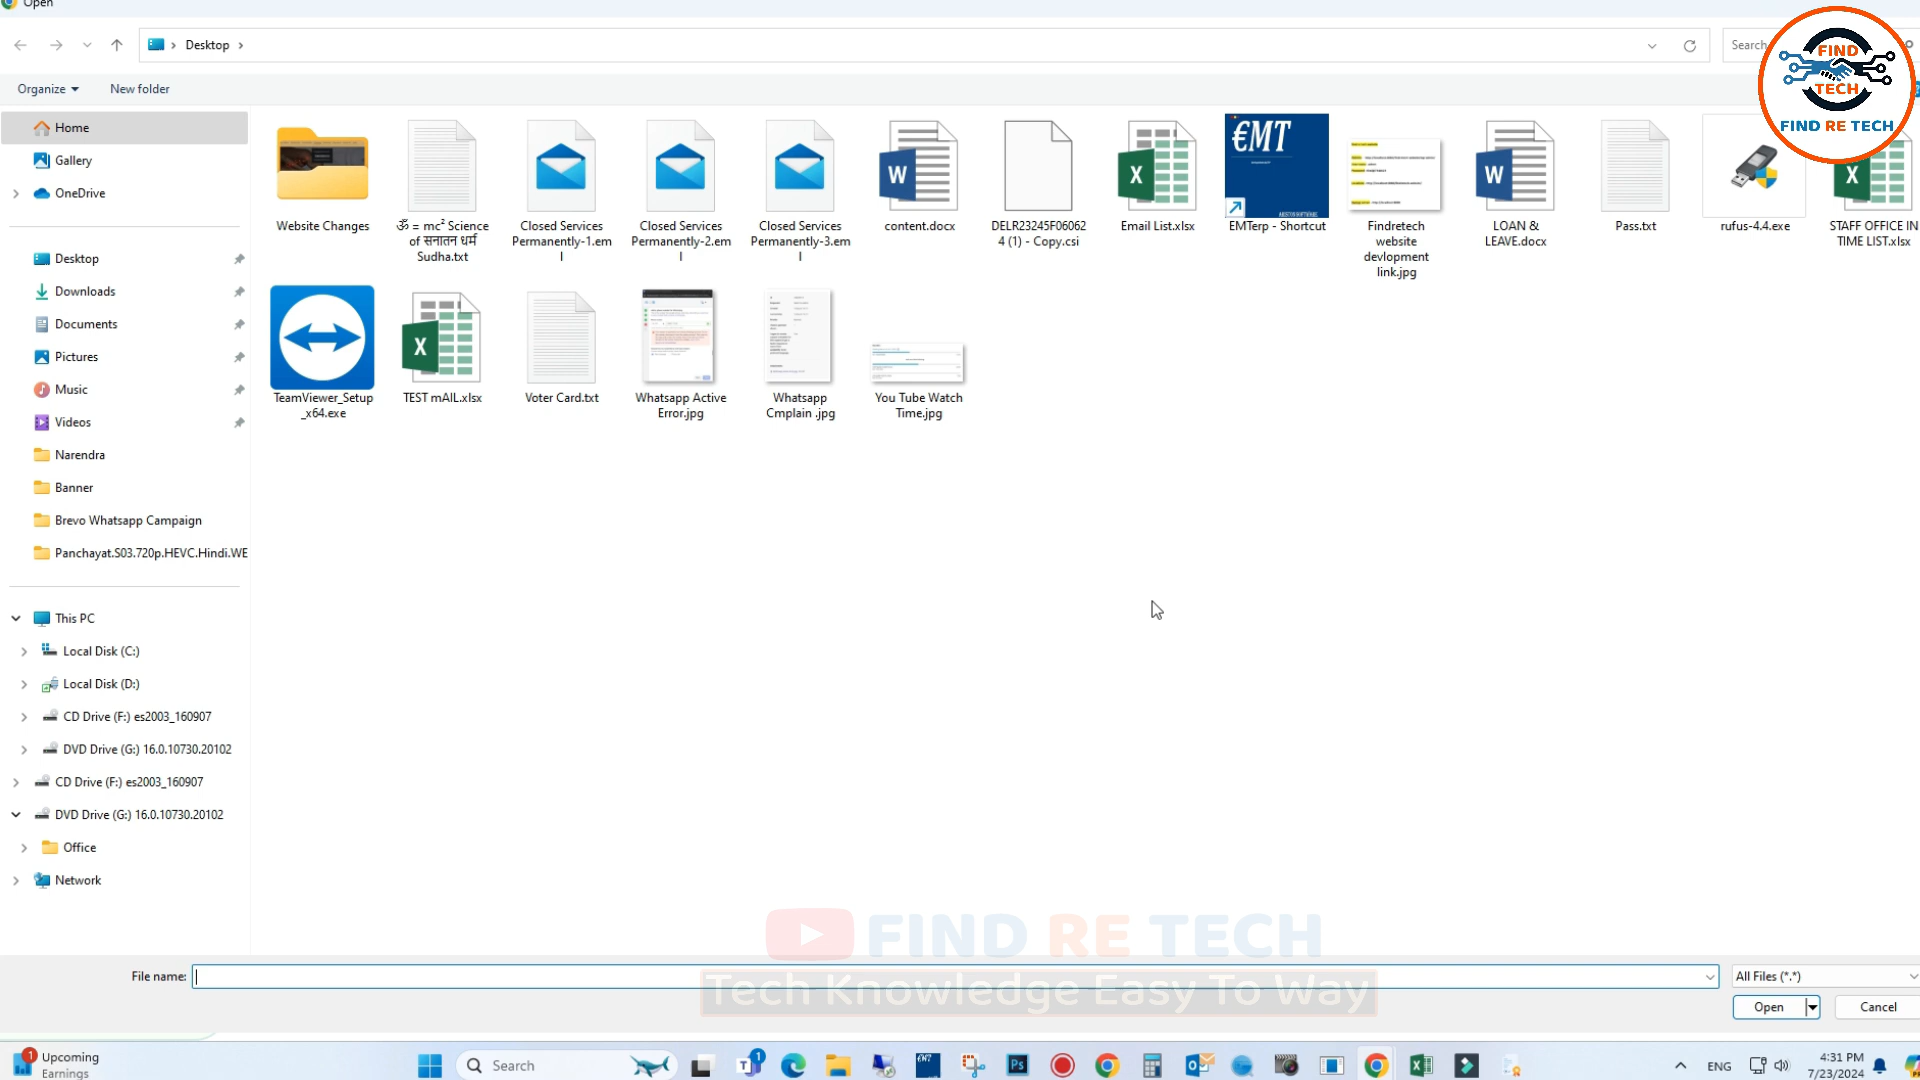 Open
Desktop
Search
FIND
TECH
FIND RE TECH
Organize
New folder
Home
Gallery
OneDrive
Desktop
Downloads
Documents
Pictures
Music
Videos
Narendra
Banner
Brevo Whatsapp Campaign
Panchayat.S03.720p.HEVC.Hindi.WE
This PC
Local Disk (C:)
Local Disk (D:)
CD Drive (F:) es2003_160907
DVD Drive (G:) 16.0.10730.20102
CD Drive (F:) es2003_160907
DVD Drive (G:) 16.0.10730.20102
Office
Network
Website Changes
ॐ = mc² Science
of सनातन धर्म
Sudha.txt
Closed Services
Permanently-1.em
l
Closed Services
Permanently-2.em
l
Closed Services
Permanently-3.em
l
content.docx
DELR23245F06062
4 (1) - Copy.csi
Email List.xlsx
€MT
EMTerp - Shortcut
Findretech
website
devlopment
link.jpg
LOAN &
LEAVE.docx
Pass.txt
rufus-4.4.exe
STAFF OFFICE IN
TIME LIST.xlsx
TeamViewer_Setup
_x64.exe
TEST mAIL.xlsx
Voter Card.txt
Whatsapp Active
Error.jpg
Whatsapp
Cmplain .jpg
You Tube Watch
Time.jpg
FIND RE TECH
Tech Knowledge Easy To Way
File name:
All Files (*.*)
Open
Cancel
1
Upcoming
Earnings
Search
1
ENG
4:31 PM
7/23/2024